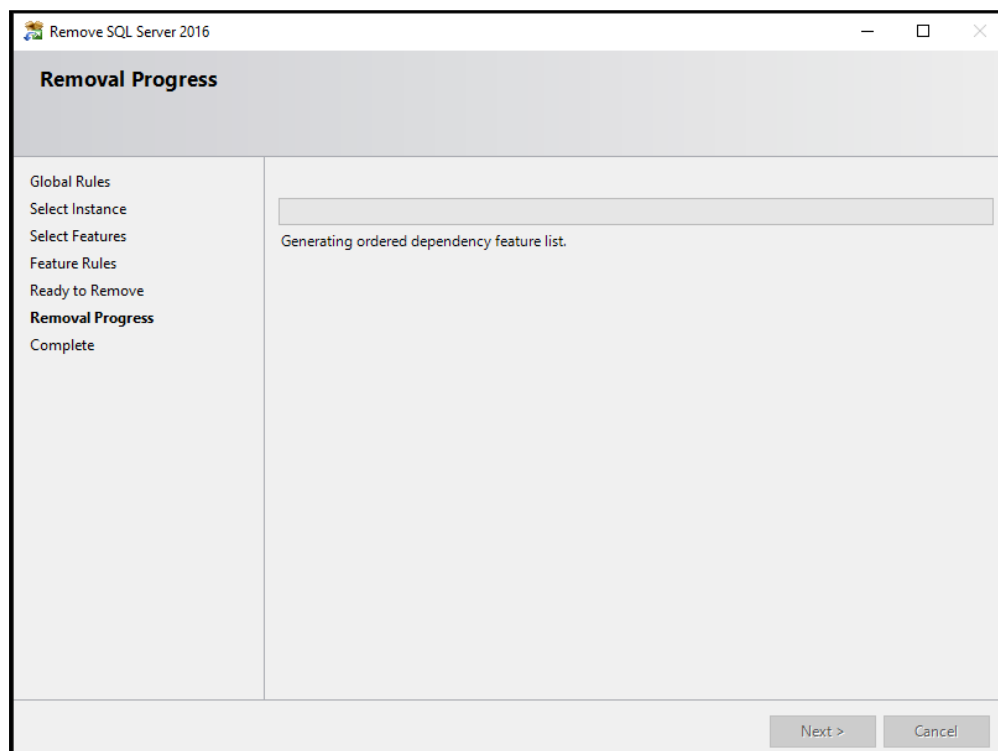 Remove SQL Server 2016
Removal Progress
Global Rules
Select Instance
Select Features
Feature Rules
Ready to Remove
Removal Progress
Complete
Generating ordered dependency feature list.
Next >
Cancel